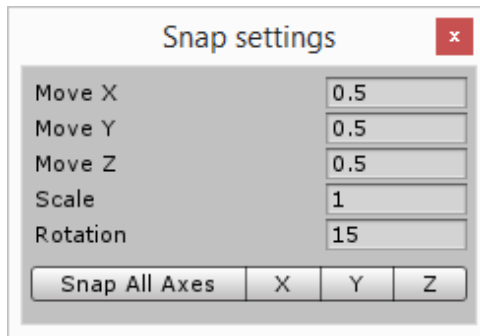 Snap settings x
Move X 0.5
Move Y 0.5
Move Z 0.5
Scale 1
Rotation 15
Snap All Axes X Y Z